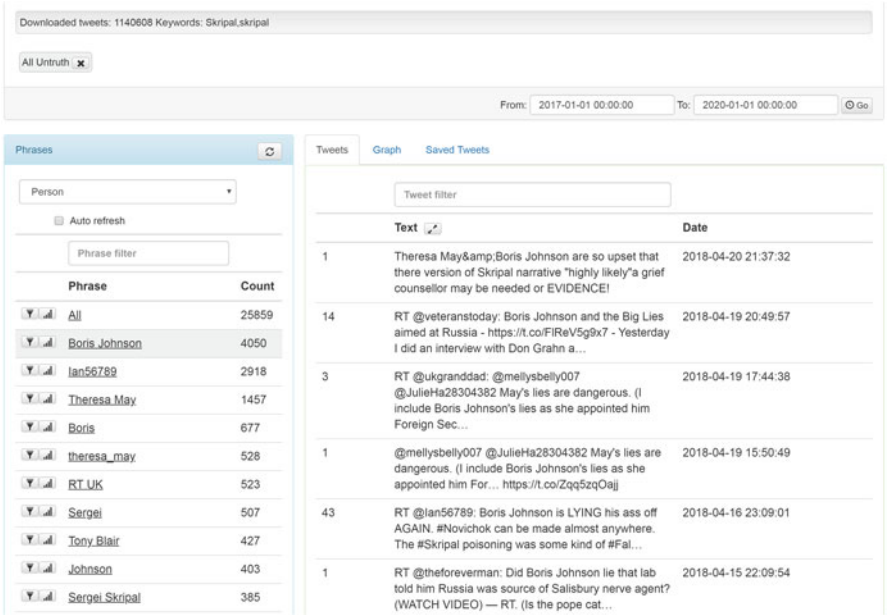 Downloaded tweets: 1140608 Keywords: Skripal,skripal
All Untruth
From: 2017-01-01 00:00:00 To: 2020-01-01 00:00:00 Go
Phrases
Person
Auto refresh
Phrase filter
Phrase Count
All 25859
Boris Johnson 4050
Ian56789 2918
Theresa May 1457
Boris 677
theresa_may 528
RT UK 523
Sergei 507
Tony Blair 427
Johnson 403
Sergei Skripal 385
Tweets Graph Saved Tweets
Tweet filter
Text Date
1 Theresa May&amp;Boris Johnson are so upset that 2018-04-20 21:37:32
there version of Skripal narrative "highly likely"a grief
counsellor may be needed or EVIDENCE!
14 RT @veteranstoday: Boris Johnson and the Big Lies 2018-04-19 20:49:57
aimed at Russia - https://t.co/FIReV5g9x7 - Yesterday
I did an interview with Don Grahn a…
3 RT @ukgranddad: @mellysbelly007 2018-04-19 17:44:38
@JulieHa28304382 May's lies are dangerous. (I
include Boris Johnson's lies as she appointed him
Foreign Sec…
1 @mellysbelly007 @JulieHa28304382 May's lies are 2018-04-19 15:50:49
dangerous. (I include Boris Johnson's lies as she
appointed him For… https://t.co/Zqq5zqOajj
43 RT @Ian56789: Boris Johnson is LYING his ass off 2018-04-16 23:09:01
AGAIN. #Novichok can be made almost anywhere.
The #Skripal poisoning was some kind of #Fal…
1 RT @theforeverman: Did Boris Johnson lie that lab 2018-04-15 22:09:54
told him Russia was source of Salisbury nerve agent?
(WATCH VIDEO) — RT. (Is the pope cat…